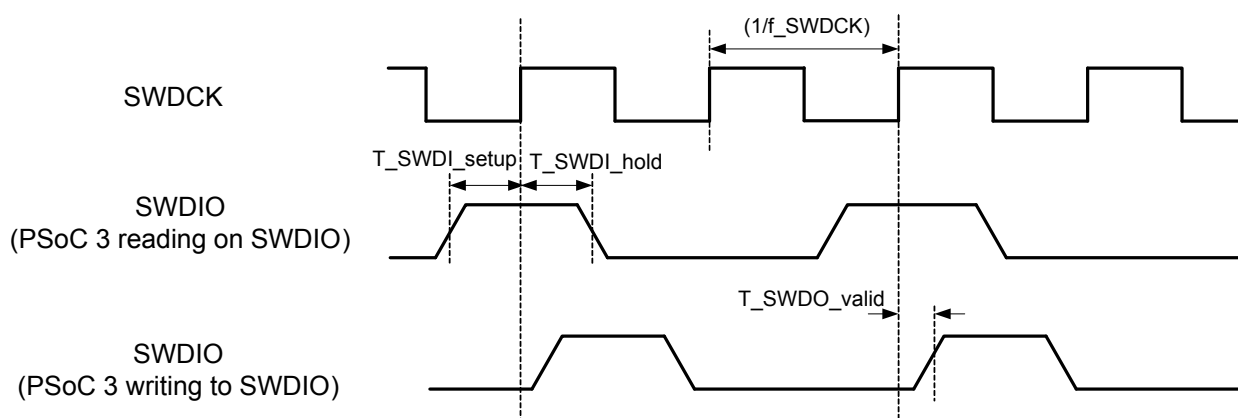 (1/f_SWDCK)
SWDCK
T_SWDI_setup T_SWDI_hold
SWDIO
(PSoC 3 reading on SWDIO)
T_SWDO_valid
SWDIO
(PSoC 3 writing to SWDIO)